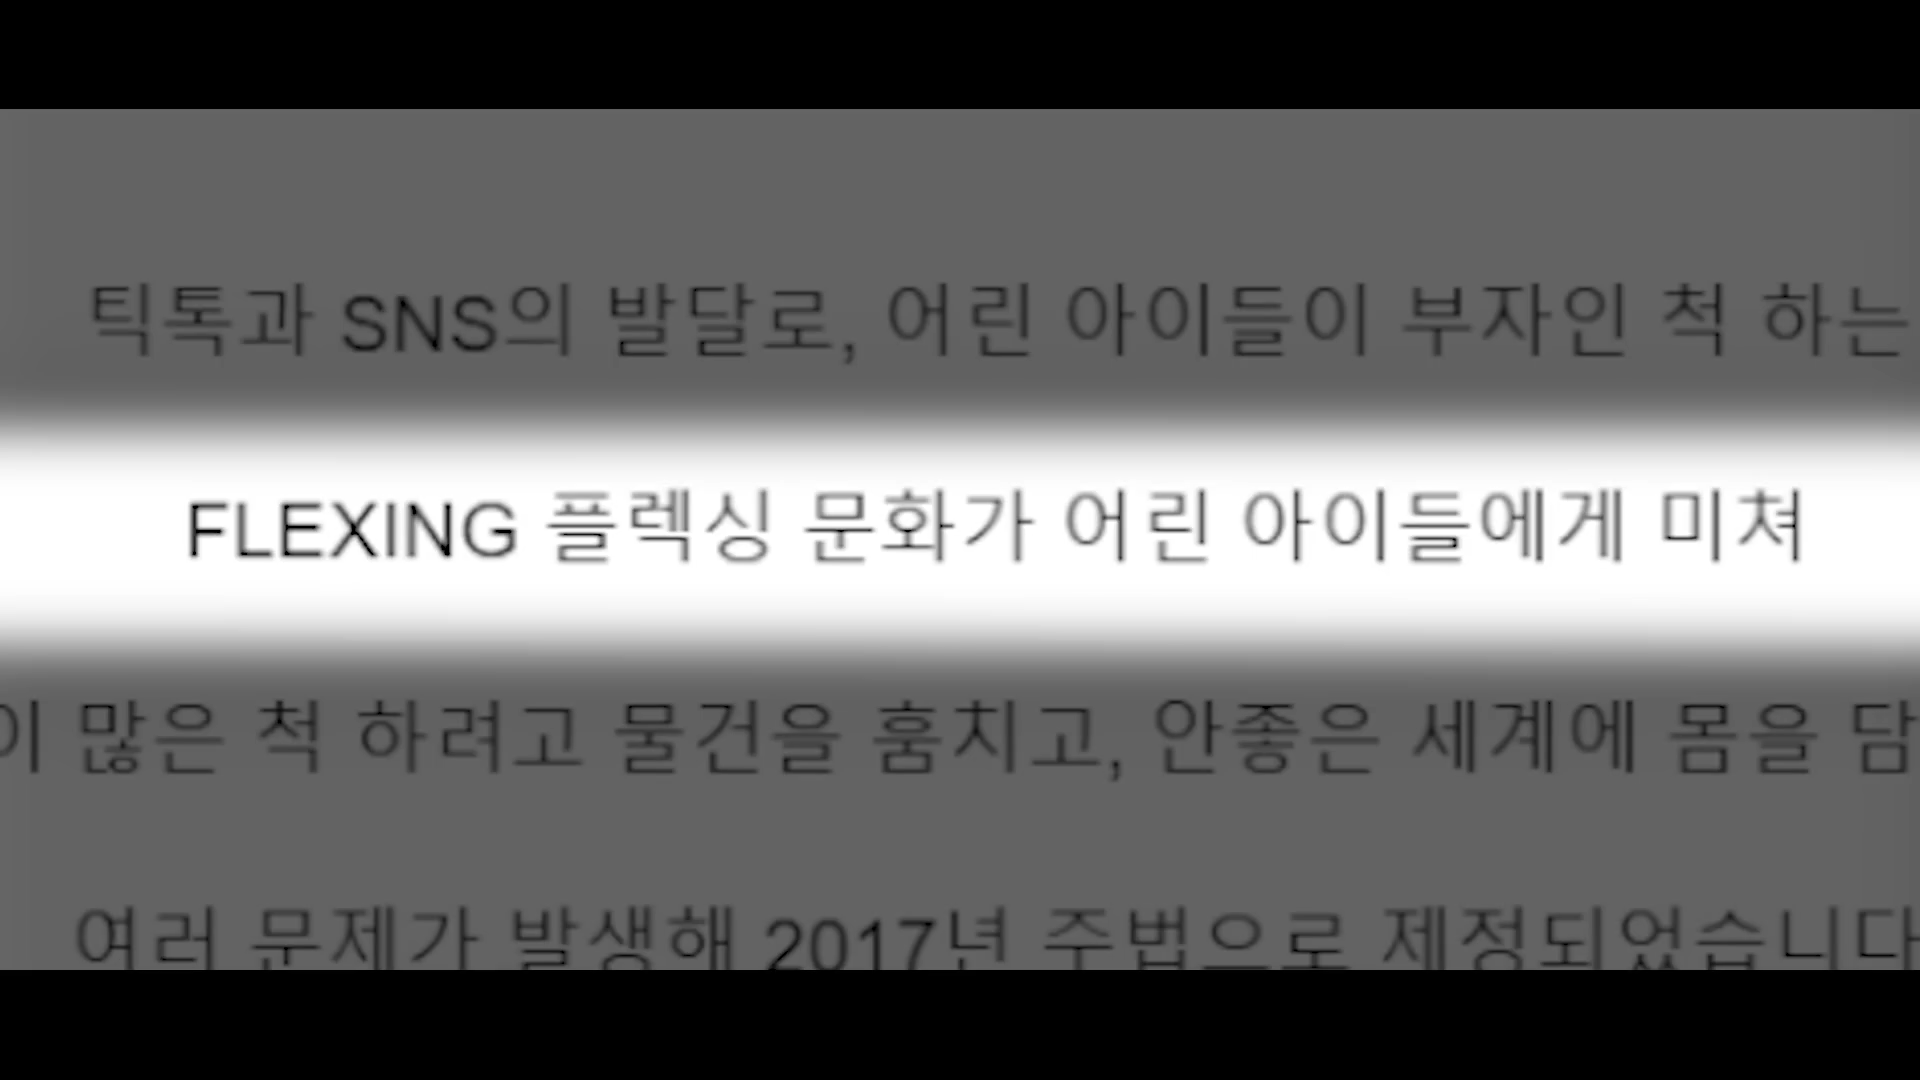 틱톡과 SNS의 발달로, 어린 아이들이 부자인 척 하는
FLEXING 플렉싱 문화가 어린 아이들에게 미쳐
이 많은 척 하려고 물건을 훔치고, 안좋은 세계에 몸을 담
여러 문제가 발생해 2017년 주법으로 제정되었습니다